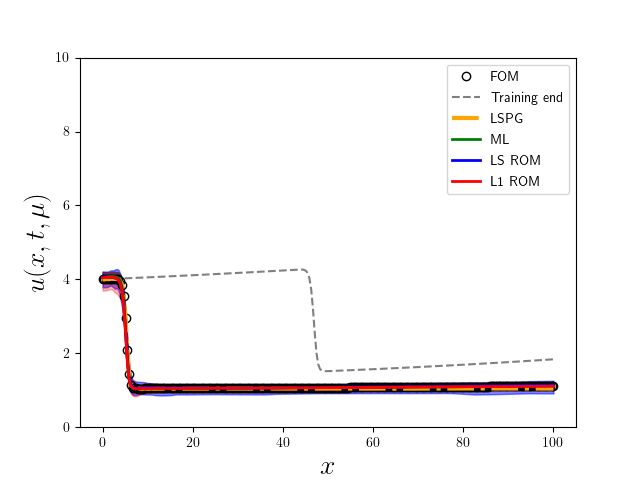 10
8
6
4
2
0
u(x, t, μ)
0 20 40 60 80 100
x
FOM
Training end
LSPG
ML
LS ROM
L1 ROM